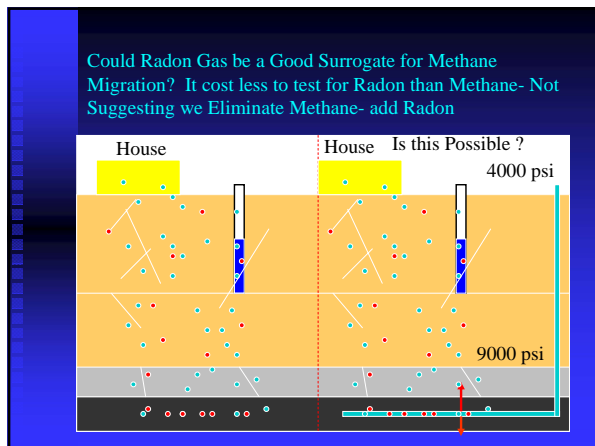 Could Radon Gas be a Good Surrogate for Methane
Migration? It cost less to test for Radon than Methane- Not
Suggesting we Eliminate Methane- add Radon
House
House
Is this Possible ?
4000 psi
9000 psi